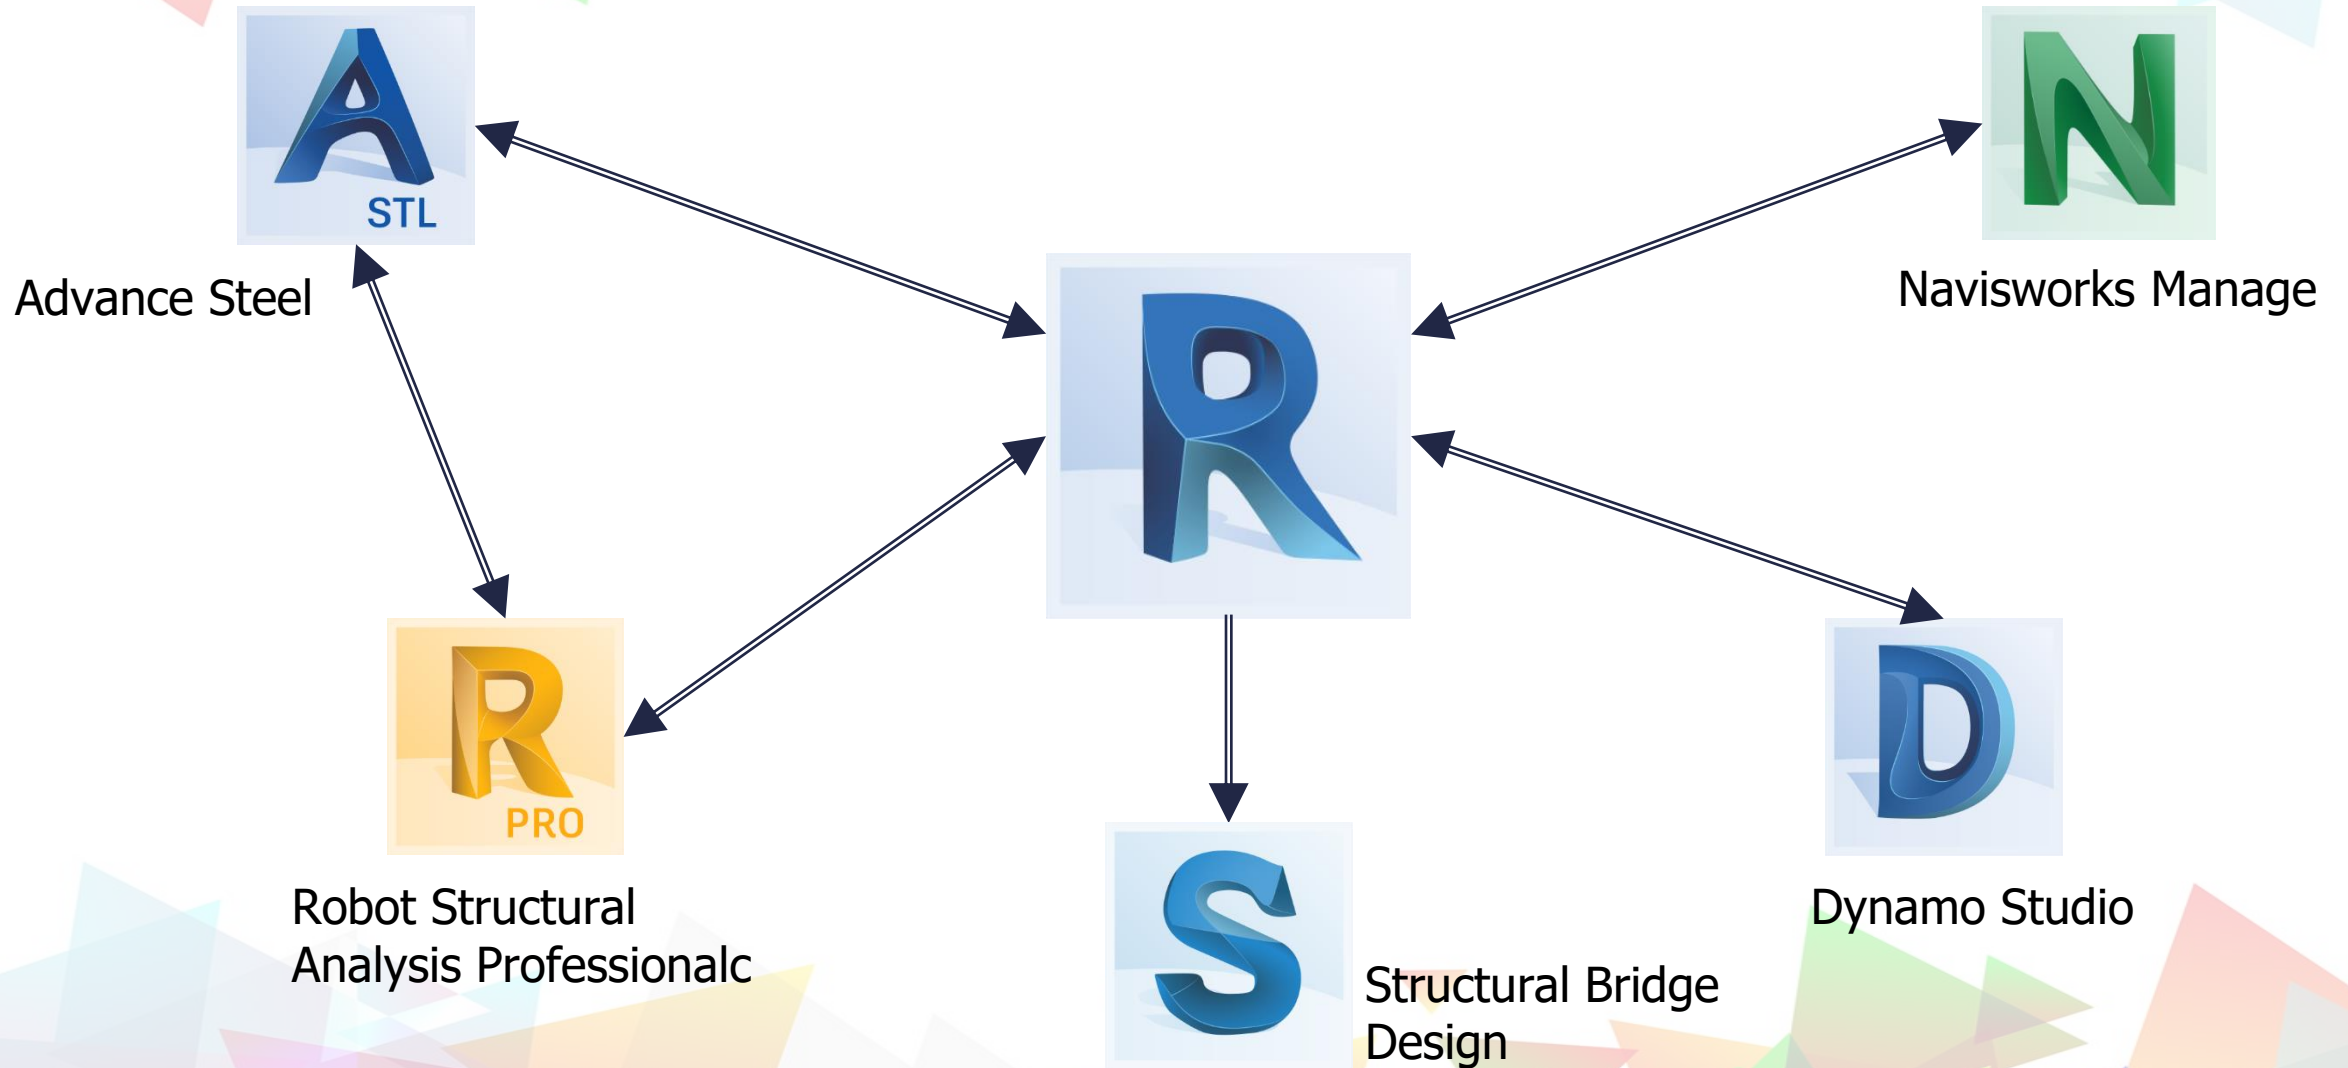 STL
Advance Steel
Navisworks Manage
PRO
Robot Structural
Analysis Professionalc
Dynamo Studio
Structural Bridge
Design